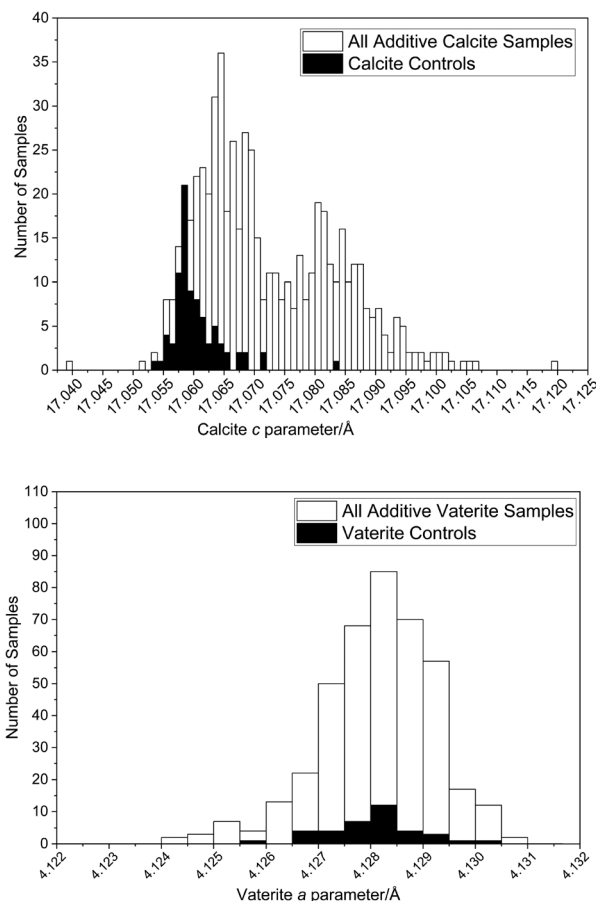 40
35
30
25
20
15
10
5
0
Number of Samples
All Additive Calcite Samples
Calcite Controls
17.040 17.045 17.050 17.055 17.060 17.065 17.070 17.075 17.080 17.085 17.090 17.095 17.100 17.105 17.110 17.115 17.120 17.125
Calcite c parameter/Å
110
100
90
80
70
60
50
40
30
20
10
0
Number of Samples
All Additive Vaterite Samples
Vaterite Controls
4.122 4.123 4.124 4.125 4.126 4.127 4.128 4.129 4.130 4.131 4.132
Vaterite a parameter/Å